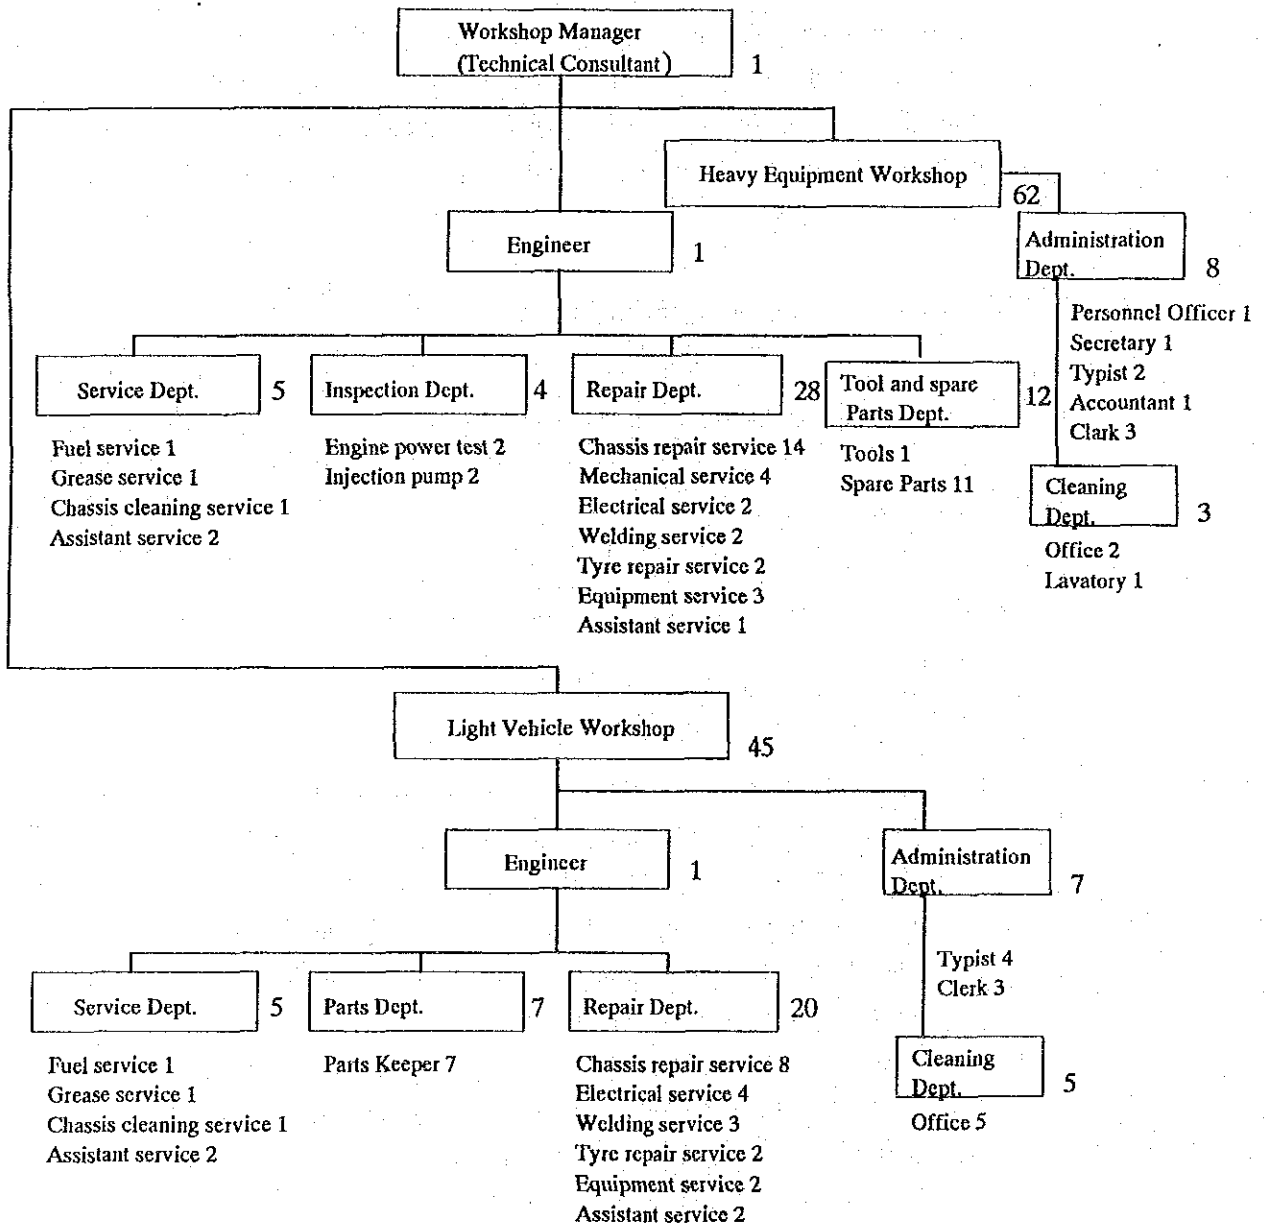 Workshop Manager
(Technical Consultant)
1
Heavy Equipment Workshop
62
Engineer
1
Administration
Dept.
8
Personnel Officer 1
Secretary 1
Typist 2
Accountant 1
Clark 3
Service Dept.
5
Fuel service 1
Grease service 1
Chassis cleaning service 1
Assistant service 2
Inspection Dept.
4
Engine power test 2
Injection pump 2
Repair Dept.
28
Chassis repair service 14
Mechanical service 4
Electrical service 2
Welding service 2
Tyre repair service 2
Equipment service 3
Assistant service 1
Tool and spare
Parts Dept.
12
Tools 1
Spare Parts 11
Cleaning
Dept.
3
Office 2
Lavatory 1
Light Vehicle Workshop
45
Engineer
1
Administration
Dept.
7
Typist 4
Clerk 3
Service Dept.
5
Fuel service 1
Grease service 1
Chassis cleaning service 1
Assistant service 2
Parts Dept.
7
Parts Keeper 7
Repair Dept.
20
Chassis repair service 8
Electrical service 4
Welding service 3
Tyre repair service 2
Equipment service 2
Assistant service 2
Cleaning
Dept.
5
Office 5